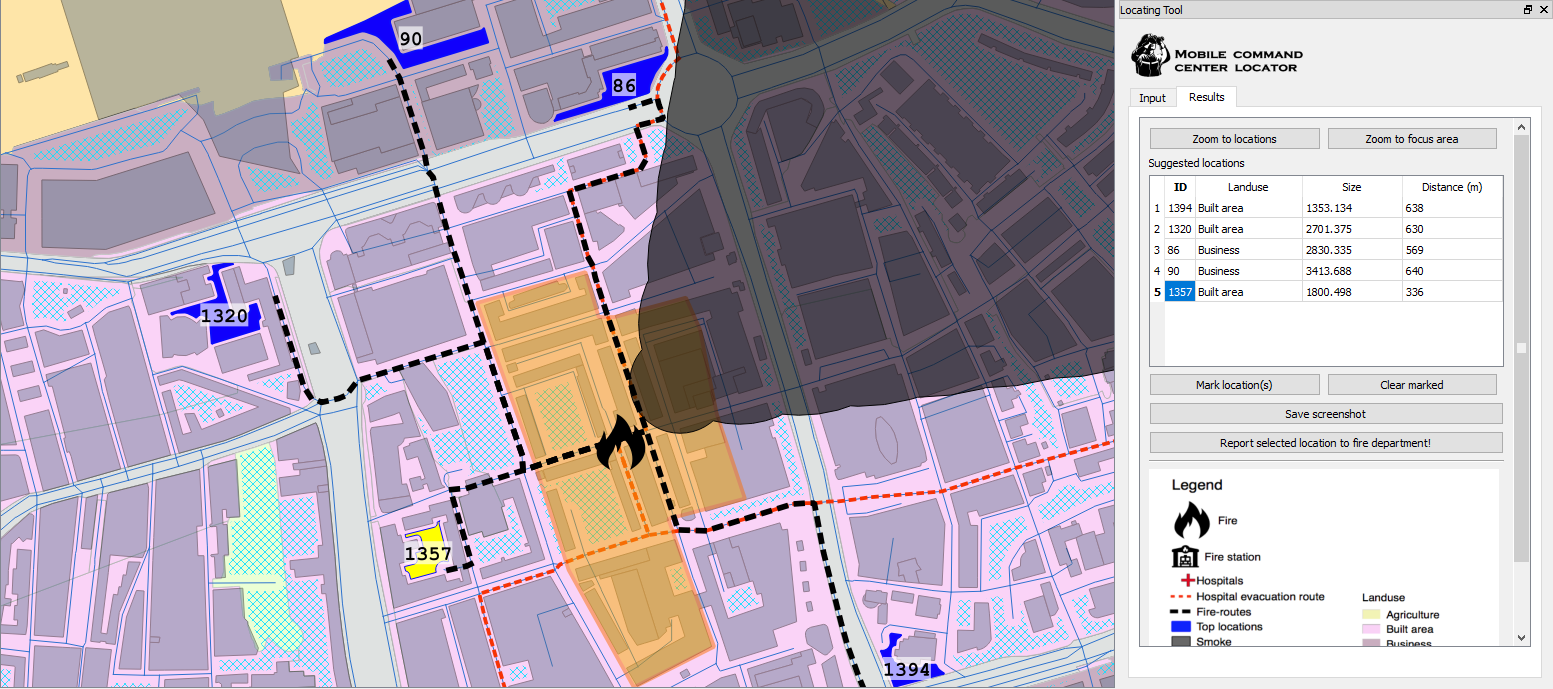 90
86
1320
1357
1394
Locating Tool
MOBILE COMMAND
CENTER LOCATOR
Input Results
Zoom to locations Zoom to focus area
Suggested locations
ID Landuse Size Distance (m)
1 1394 Built area 1353.134 638
2 1320 Built area 2701.375 630
3 86 Business 2830.335 569
4 90 Business 3413.688 640
5 1357 Built area 1800.498 336
Mark location(s) Clear marked
Save screenshot
Report selected location to fire department!
Legend
Fire
Fire station
Hospitals
Hospital evacuation route Landuse
Fire-routes Agriculture
Top locations Built area
Smoke Business